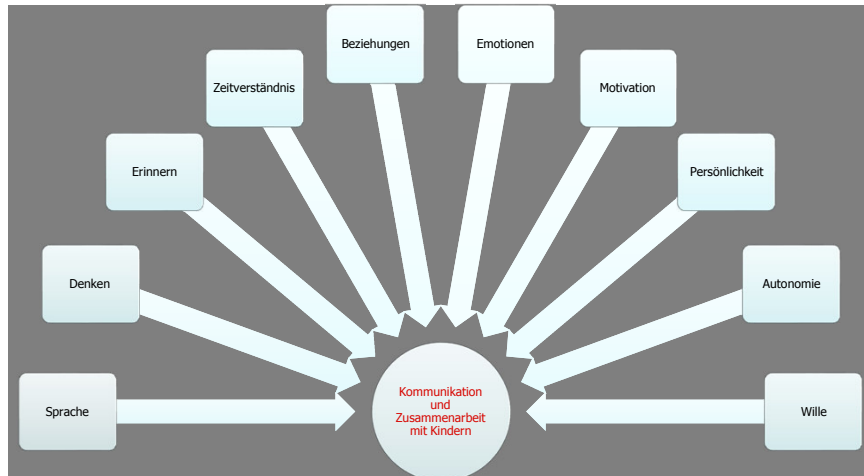 Beziehungen
Emotionen
Zeitverständnis
Motivation
Erinnern
Persönlichkeit
Denken
Autonomie
Sprache
Kommunikation
und
Zusammenarbeit
mit Kindern
Wille